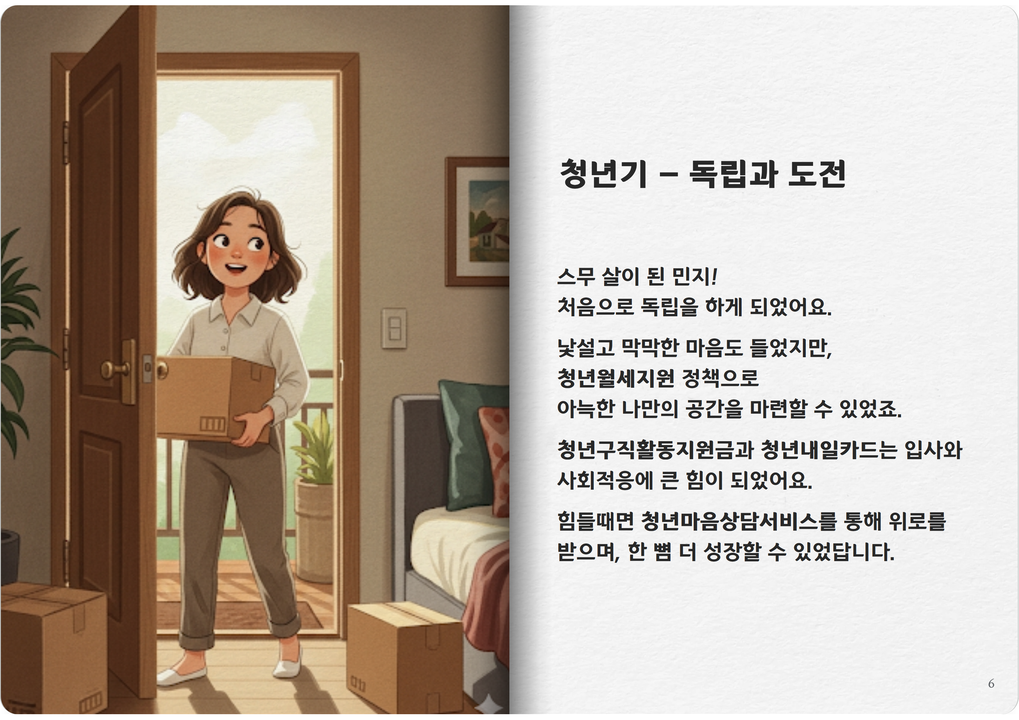 청년기 – 독립과 도전
스무 살이 된 민지!
처음으로 독립을 하게 되었어요.
낯설고 막막한 마음도 들었지만,
청년월세지원 정책으로
아늑한 나만의 공간을 마련할 수 있었죠.
청년구직활동지원금과 청년내일카드는 입사와
사회적응에 큰 힘이 되었어요.
힘들때면 청년마음상담서비스를 통해 위로를
받으며, 한 뼘 더 성장할 수 있었답니다.
6